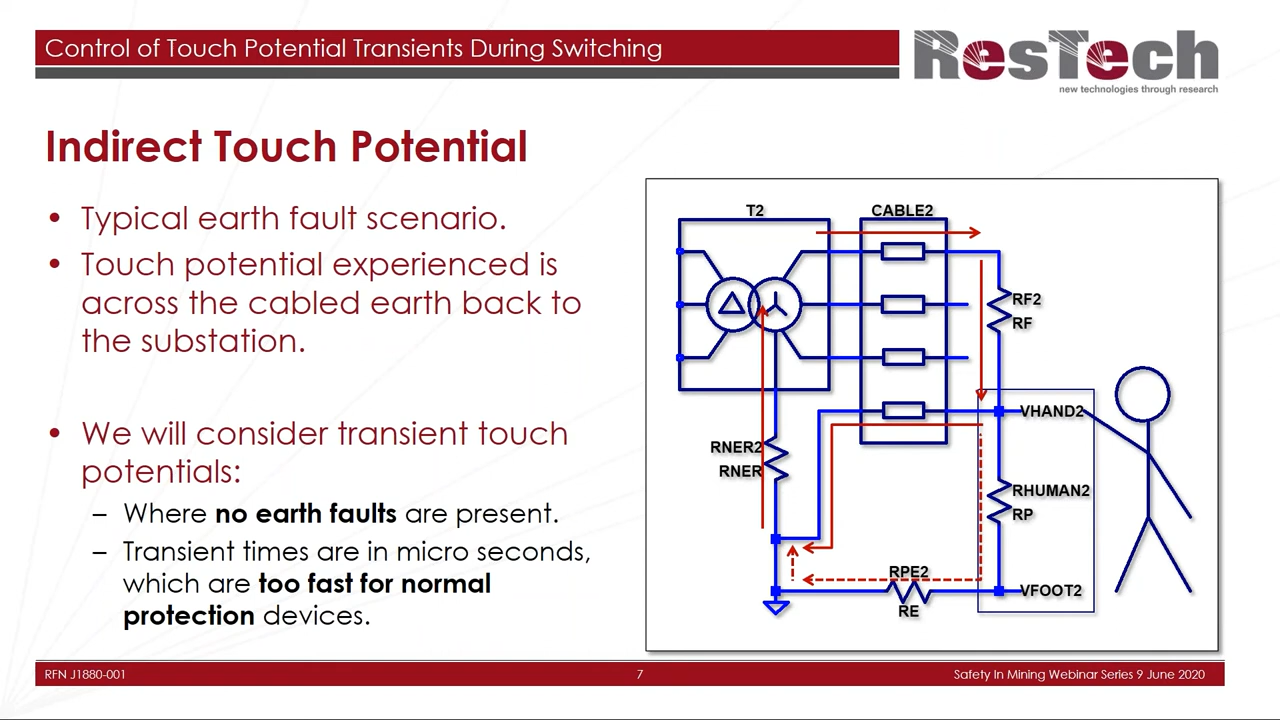 Control of Touch Potential Transients During Switching
ResTech
new technologies through research
Indirect Touch Potential
• Typical earth fault scenario.
• Touch potential experienced is
across the cabled earth back to
the substation.
• We will consider transient touch
potentials:
– Where no earth faults are present.
– Transient times are in micro seconds,
which are too fast for normal
protection devices.
T2
CABLE2
RF2
RF
VHAND2
RNER2
RNER
RHUMAN2
RP
RPE2
RE
VFOOT2
RFN J1880-001
7
Safety In Mining Webinar Series 9 June 2020